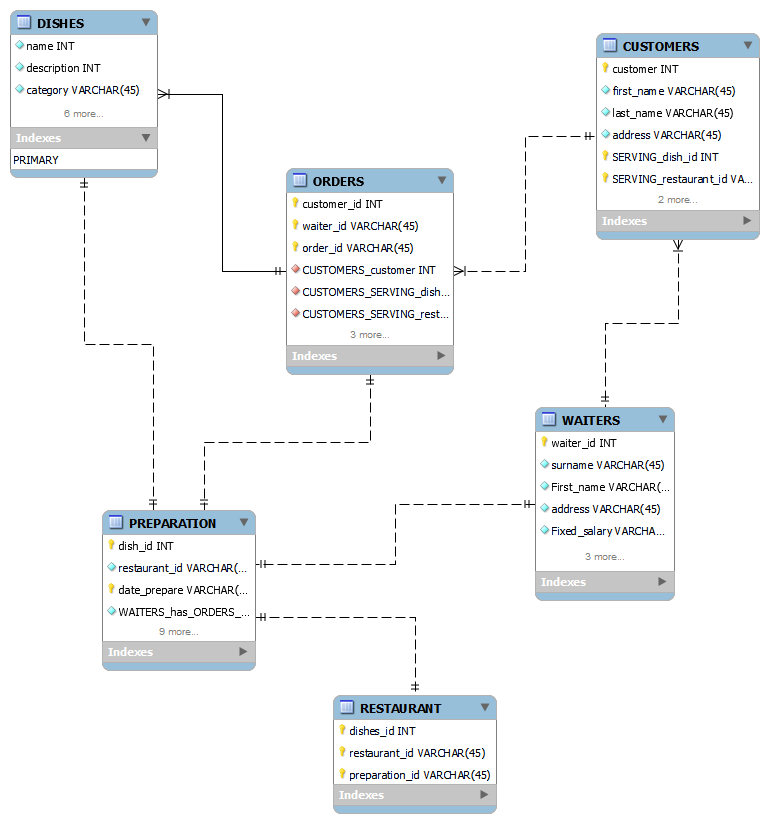 DISHES
name INT
description INT
category VARCHAR(45)
6 more...
Indexes
PRIMARY
CUSTOMERS
customer INT
first_name VARCHAR(45)
last_name VARCHAR(45)
address VARCHAR(45)
SERVING_dish_id INT
SERVING_restaurant_id VA...
2 more...
Indexes
ORDERS
customer_id INT
waiter_id VARCHAR(45)
order_id VARCHAR(45)
CUSTOMERS_customer INT
CUSTOMERS_SERVING_dish...
CUSTOMERS_SERVING_rest...
3 more...
Indexes
WAITERS
waiter_id INT
surname VARCHAR(45)
First_name VARCHAR(...
address VARCHAR(45)
Fixed_salary VARCHA...
3 more...
Indexes
PREPARATION
dish_id INT
restaurant_id VARCHAR(...
date_prepare VARCHAR(...
WAITERS_has_ORDERS_...
9 more...
Indexes
RESTAURANT
dishes_id INT
restaurant_id VARCHAR(45)
preparation_id VARCHAR(45)
Indexes